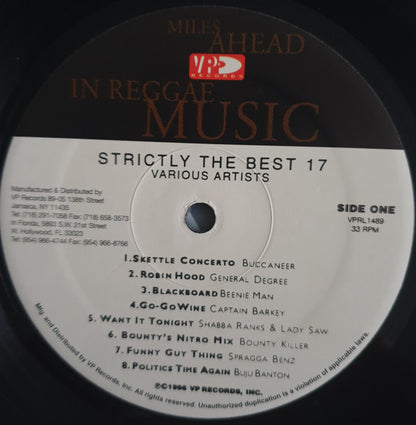 MILES AHEAD
VP
RECORDS
IN REGGAE
MUSIC
STRICTLY THE BEST 17
VARIOUS ARTISTS
Manufactured & Distributed by
VP Records 89-05 138th Street
Jamaica, NY 11435
Tel: (718) 291-7058 Fax: (718) 658-3573
in Florida, 5893 S.W. 21st Street
W. Hollywood, FL 33023
Tel: (954) 966-4744 Fax: (954) 966-8766
SIDE ONE
VPRL1489
33 RPM
1.SKETTLE CONCERTO BUCCANEER
2.ROBIN HOOD GENERAL DEGREE
3.BLACKBOARD BEENIE MAN
4.GO-GO WINE CAPTAIN BARKEY
5. WANT IT TONIGHT SHABBA RANKS & LADY SAW
6. BOUNTY'S NITRO MIX BOUNTY KILLER
7. FUNNY GUY THING SPRAGGA BENZ
8. POLITICS TIME AGAIN BUJU BANTON
℗©1996 VP RECORDS, INC.
Mfg. and Distributed by VP Records, Inc. All rights reserved. Unauthorized duplication is a violation of applicable laws.